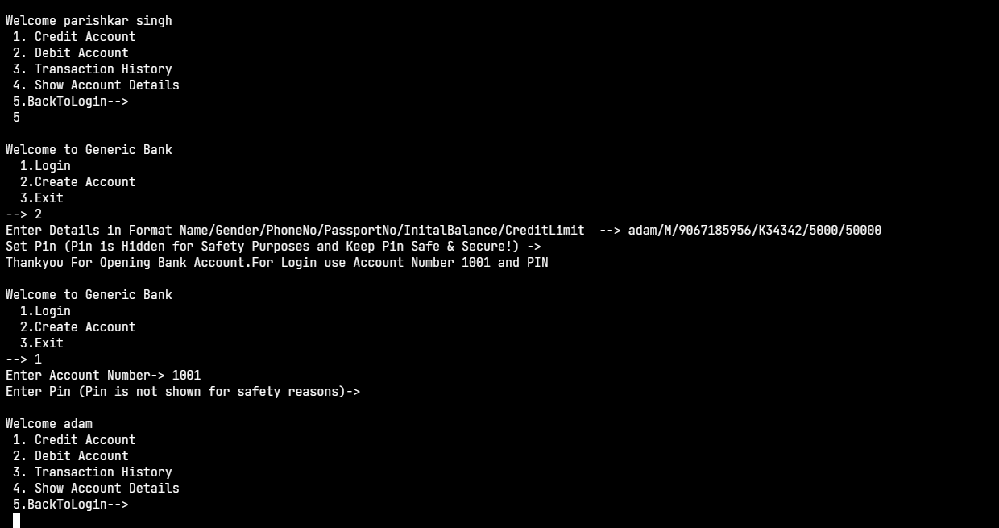 Welcome parishkar singh
1. Credit Account
2. Debit Account
3. Transaction History
4. Show Account Details
5.BackToLogin-->
5
Welcome to Generic Bank
1.Login
2.Create Account
3.Exit
--> 2
Enter Details in Format Name/Gender/PhoneNo/PassportNo/InitalBalance/CreditLimit  --> adam/M/9067185956/K34342/5000/50000
Set Pin (Pin is Hidden for Safety Purposes and Keep Pin Safe & Secure!) ->
Thankyou For Opening Bank Account.For Login use Account Number 1001 and PIN
Welcome to Generic Bank
1.Login
2.Create Account
3.Exit
--> 1
Enter Account Number-> 1001
Enter Pin (Pin is not shown for safety reasons)->
Welcome adam
1. Credit Account
2. Debit Account
3. Transaction History
4. Show Account Details
5.BackToLogin-->